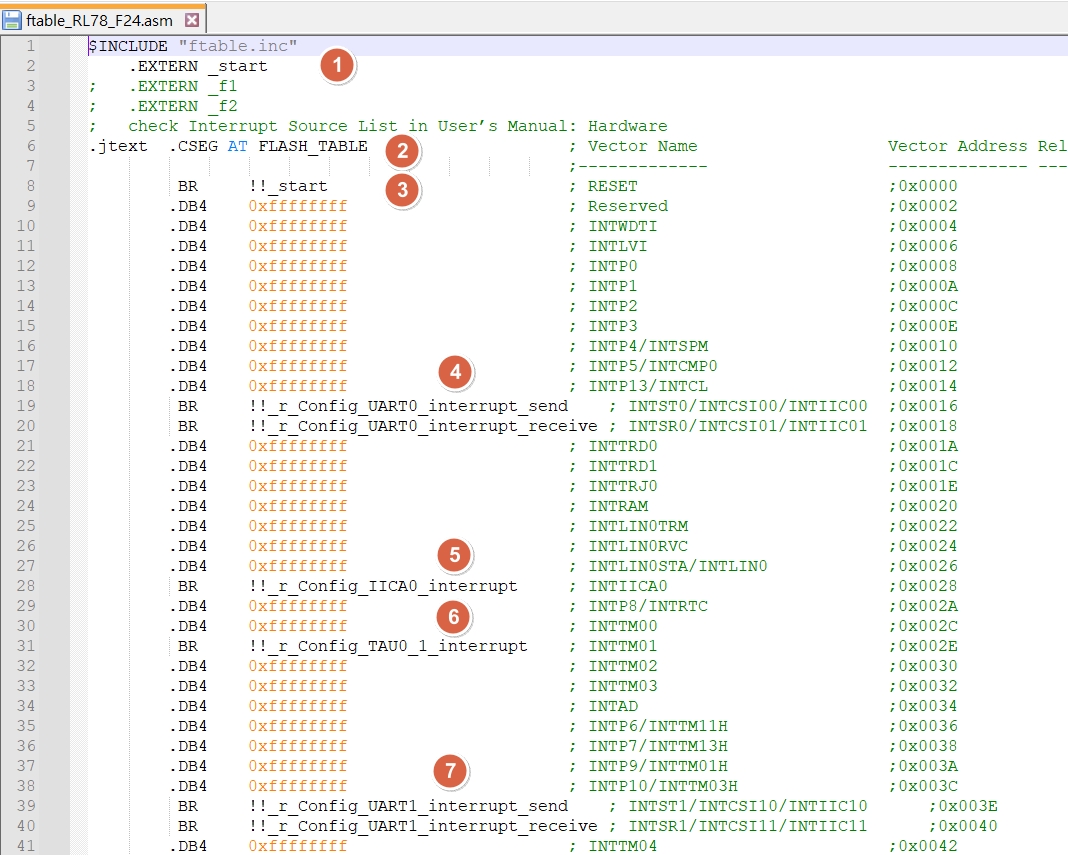 ftable_RL78_F24.asm
1 $INCLUDE "ftable.inc"
2 .EXTERN _start 1
3 ; .EXTERN _f1
4 ; .EXTERN _f2
5 ; check Interrupt Source List in User’s Manual: Hardware
6 .jtext .CSEG AT FLASH_TABLE 2 ; Vector Name Vector Address Rel
7 ;------------- -------------- ---
8 BR !!_start 3 ; RESET ;0x0000
9 .DB4 0xffffffff ; Reserved ;0x0002
10 .DB4 0xffffffff ; INTWDTI ;0x0004
11 .DB4 0xffffffff ; INTLVI ;0x0006
12 .DB4 0xffffffff ; INTP0 ;0x0008
13 .DB4 0xffffffff ; INTP1 ;0x000A
14 .DB4 0xffffffff ; INTP2 ;0x000C
15 .DB4 0xffffffff ; INTP3 ;0x000E
16 .DB4 0xffffffff ; INTP4/INTSPM ;0x0010
17 .DB4 0xffffffff 4 ; INTP5/INTCMP0 ;0x0012
18 .DB4 0xffffffff ; INTP13/INTCL ;0x0014
19 BR !!_r_Config_UART0_interrupt_send ; INTST0/INTCSI00/INTIIC00 ;0x0016
20 BR !!_r_Config_UART0_interrupt_receive ; INTSR0/INTCSI01/INTIIC01 ;0x0018
21 .DB4 0xffffffff ; INTTRD0 ;0x001A
22 .DB4 0xffffffff ; INTTRD1 ;0x001C
23 .DB4 0xffffffff ; INTTRJ0 ;0x001E
24 .DB4 0xffffffff ; INTRAM ;0x0020
25 .DB4 0xffffffff ; INTLIN0TRM ;0x0022
26 .DB4 0xffffffff 5 ; INTLIN0RVC ;0x0024
27 .DB4 0xffffffff ; INTLIN0STA/INTLIN0 ;0x0026
28 BR !!_r_Config_IICA0_interrupt ; INTIICA0 ;0x0028
29 .DB4 0xffffffff 6 ; INTP8/INTRTC ;0x002A
30 .DB4 0xffffffff ; INTTM00 ;0x002C
31 BR !!_r_Config_TAU0_1_interrupt ; INTTM01 ;0x002E
32 .DB4 0xffffffff ; INTTM02 ;0x0030
33 .DB4 0xffffffff ; INTTM03 ;0x0032
34 .DB4 0xffffffff ; INTAD ;0x0034
35 .DB4 0xffffffff ; INTP6/INTTM11H ;0x0036
36 .DB4 0xffffffff ; INTP7/INTTM13H ;0x0038
37 .DB4 0xffffffff 7 ; INTP9/INTTM01H ;0x003A
38 .DB4 0xffffffff ; INTP10/INTTM03H ;0x003C
39 BR !!_r_Config_UART1_interrupt_send ; INTST1/INTCSI10/INTIIC10 ;0x003E
40 BR !!_r_Config_UART1_interrupt_receive ; INTSR1/INTCSI11/INTIIC11 ;0x0040
41 .DB4 0xffffffff ; INTTM04 ;0x0042